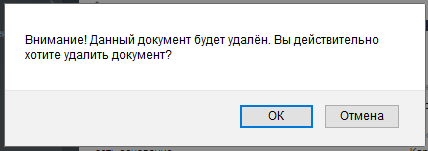 Внимание! Данный документ будет удалён. Вы действительно
хотите удалить документ?
ОК
Отмена